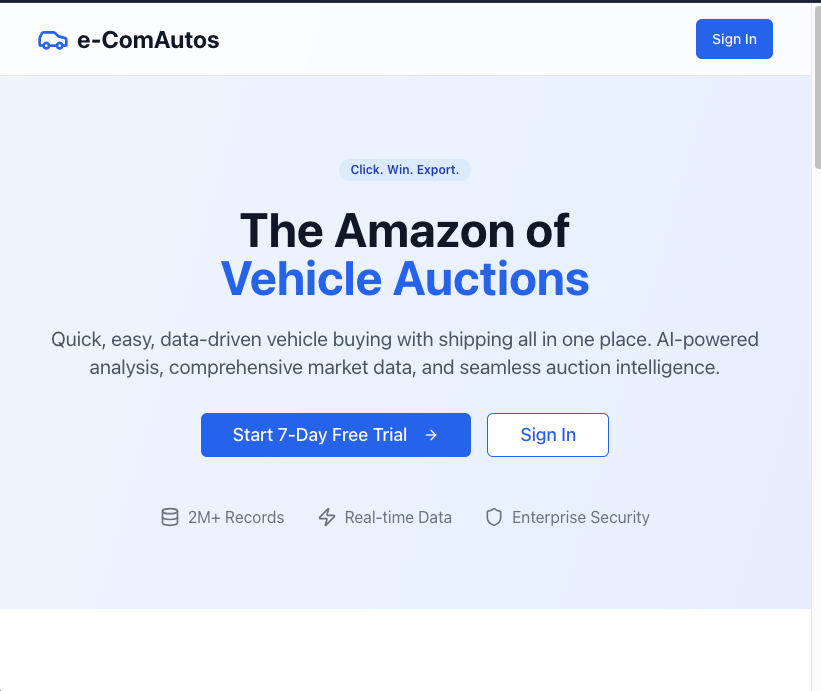 e-ComAutos
Sign In
Click. Win. Export.
The Amazon of
Vehicle Auctions
Quick, easy, data-driven vehicle buying with shipping all in one place. AI-powered
analysis, comprehensive market data, and seamless auction intelligence.
Start 7-Day Free Trial →
Sign In
2M+ Records
Real-time Data
Enterprise Security